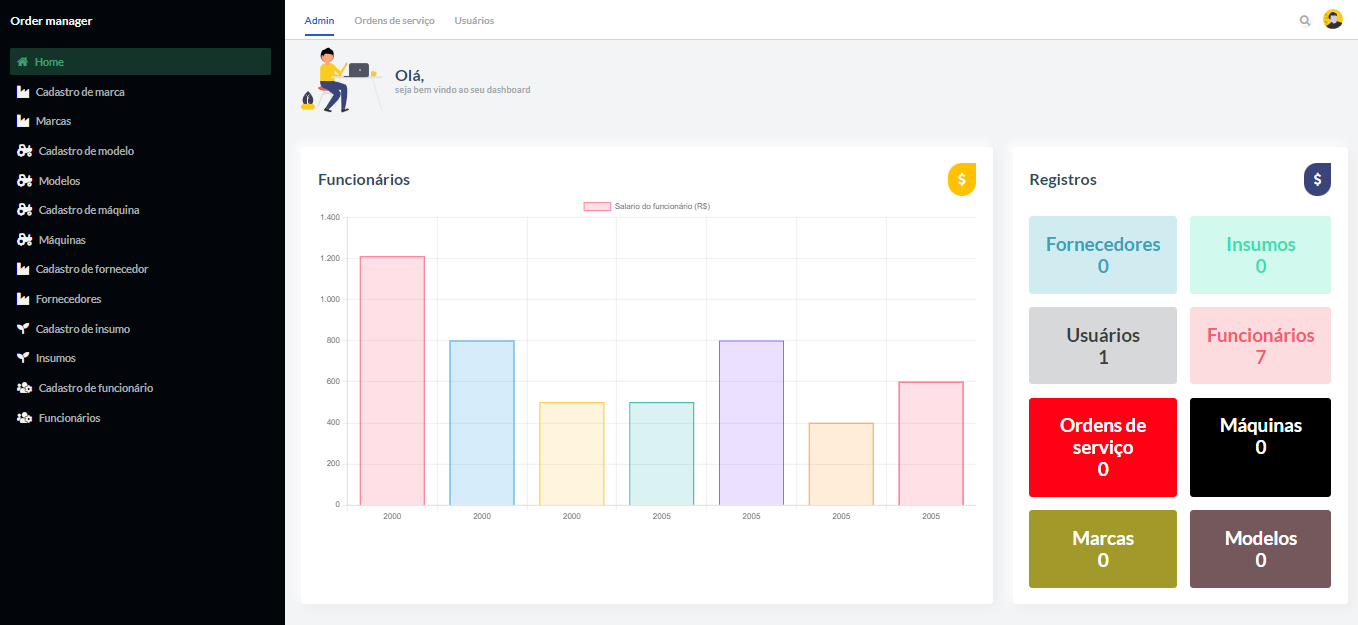 Order manager
Home
Cadastro de marca
Marcas
Cadastro de modelo
Modelos
Cadastro de máquina
Máquinas
Cadastro de fornecedor
Fornecedores
Cadastro de insumo
Insumos
Cadastro de funcionário
Funcionários
Admin Ordens de serviço Usuários
Olá,
seja bem vindo ao seu dashboard
Funcionários
$
Salario do funcionário (R$)
1.400
1.200
1.000
800
600
400
200
0
2000 2000 2000 2005 2005 2005 2005
Registros
$
Fornecedores
0
Insumos
0
Usuários
1
Funcionários
7
Ordens de
serviço
0
Máquinas
0
Marcas
0
Modelos
0